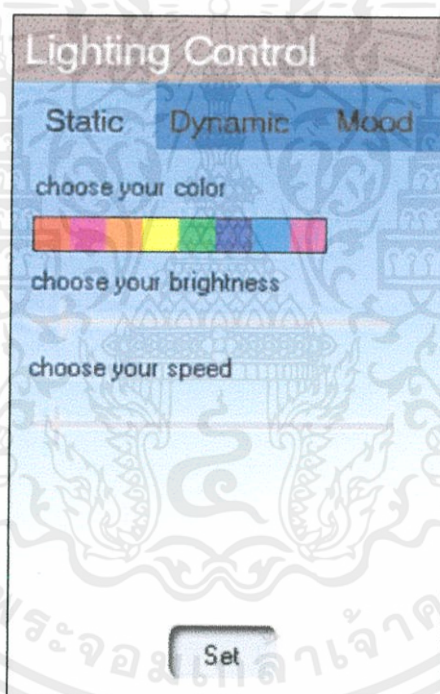 Lighting Control
Static Dynamic Mood
choose your color
choose your brightness
choose your speed
Set